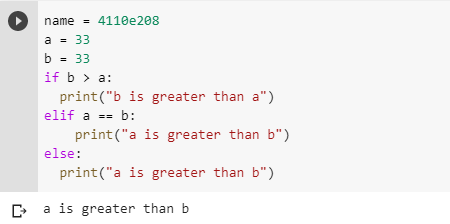 name = 4110e208
a = 33
b = 33
if b > a:
  print("b is greater than a")
elif a == b:
    print("a is greater than b")
else:
  print("a is greater than b")
a is greater than b